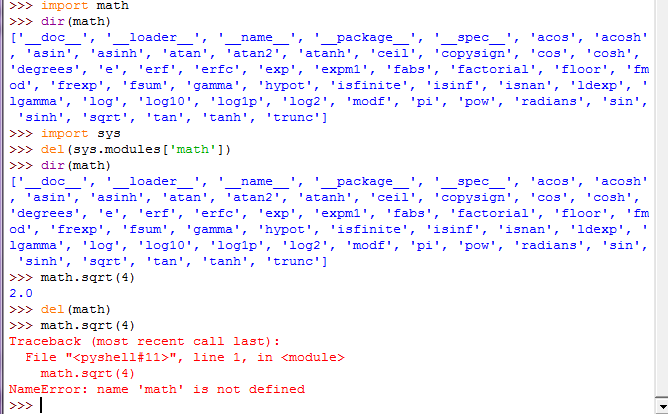 >>> import math
>>> dir(math)
['__doc__', '__loader__', '__name__', '__package__', '__spec__', 'acos', 'acosh'
, 'asin', 'asinh', 'atan', 'atan2', 'atanh', 'ceil', 'copysign', 'cos', 'cosh',
'degrees', 'e', 'erf', 'erfc', 'exp', 'expm1', 'fabs', 'factorial', 'floor', 'fm
od', 'frexp', 'fsum', 'gamma', 'hypot', 'isfinite', 'isinf', 'isnan', 'ldexp', '
lgamma', 'log', 'log10', 'log1p', 'log2', 'modf', 'pi', 'pow', 'radians', 'sin',
'sinh', 'sqrt', 'tan', 'tanh', 'trunc']
>>> import sys
>>> del(sys.modules['math'])
>>> dir(math)
['__doc__', '__loader__', '__name__', '__package__', '__spec__', 'acos', 'acosh'
, 'asin', 'asinh', 'atan', 'atan2', 'atanh', 'ceil', 'copysign', 'cos', 'cosh',
'degrees', 'e', 'erf', 'erfc', 'exp', 'expm1', 'fabs', 'factorial', 'floor', 'fm
od', 'frexp', 'fsum', 'gamma', 'hypot', 'isfinite', 'isinf', 'isnan', 'ldexp', '
lgamma', 'log', 'log10', 'log1p', 'log2', 'modf', 'pi', 'pow', 'radians', 'sin',
'sinh', 'sqrt', 'tan', 'tanh', 'trunc']
>>> math.sqrt(4)
2.0
>>> del(math)
>>> math.sqrt(4)
Traceback (most recent call last):
  File "<pyshell#11>", line 1, in <module>
    math.sqrt(4)
NameError: name 'math' is not defined
>>>